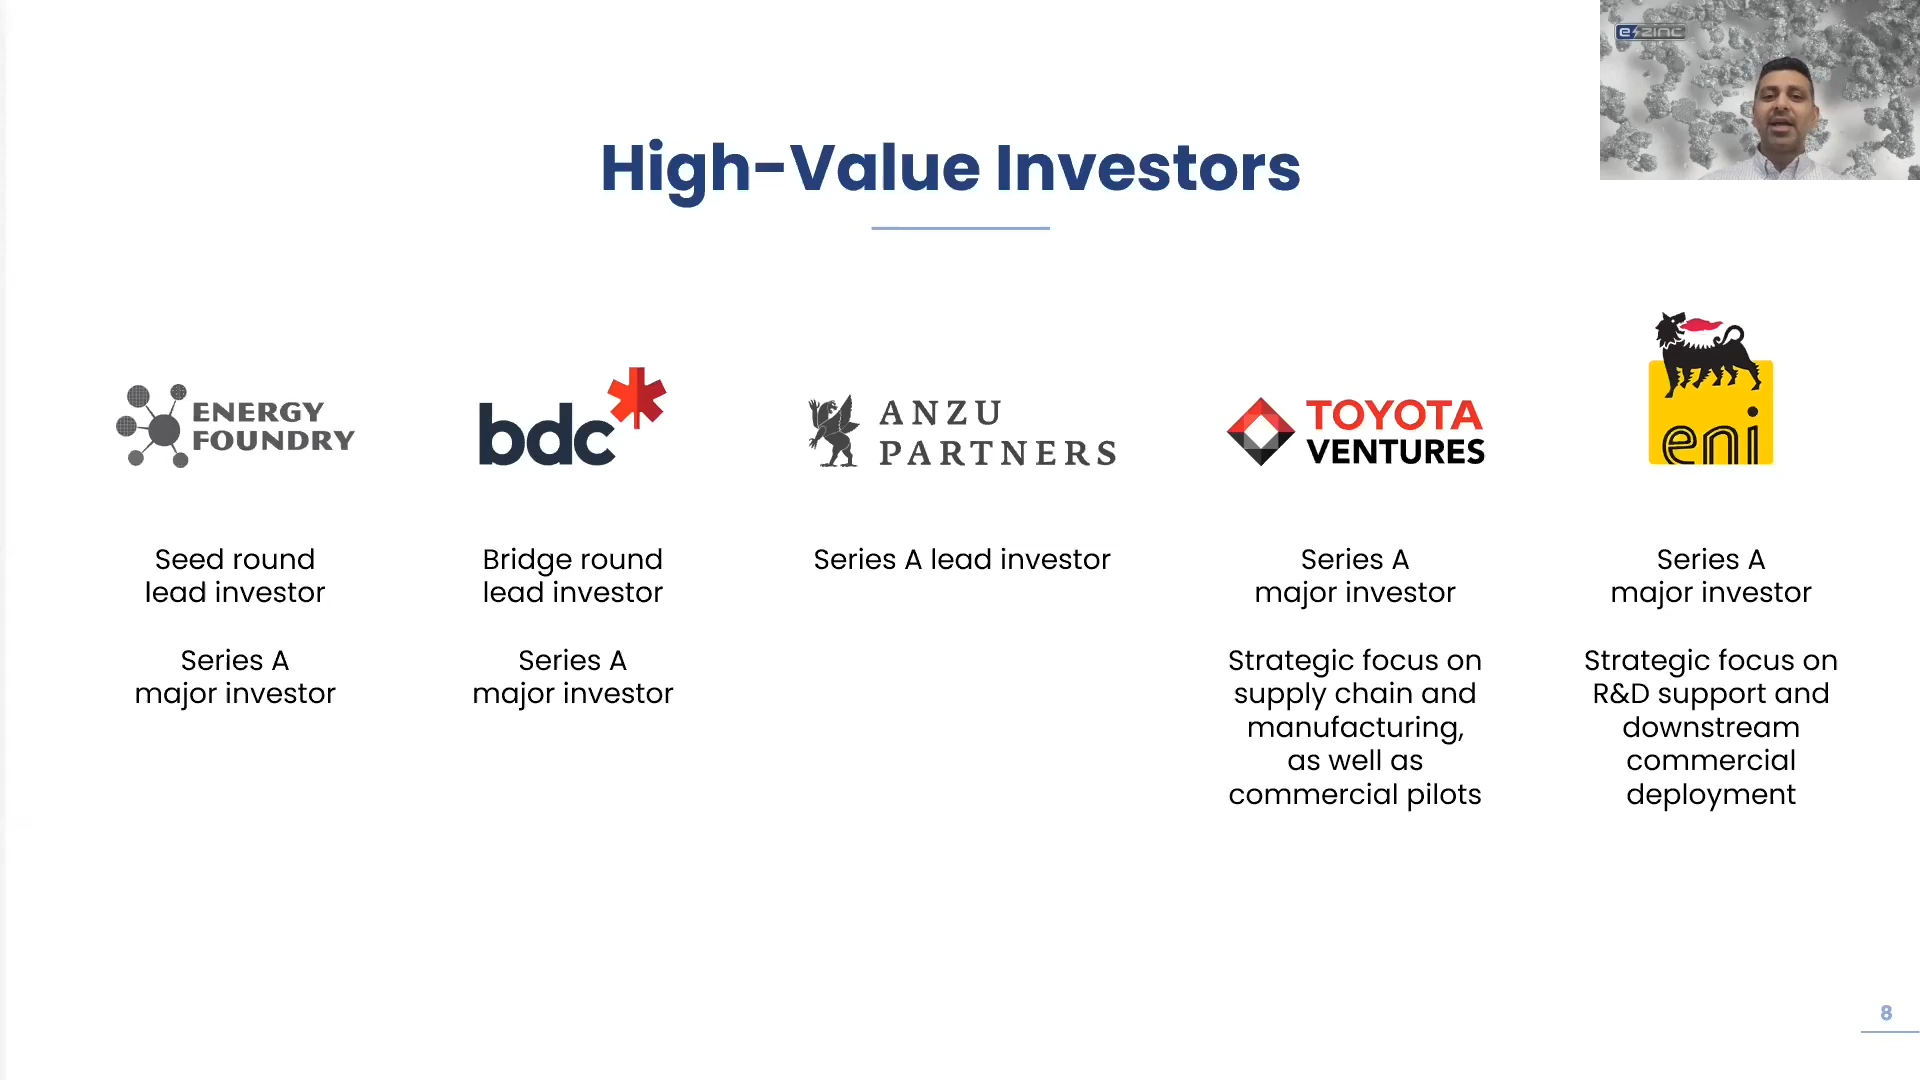 e zinc
High-Value Investors
ENERGY
FOUNDRY
bdc
ANZU
PARTNERS
TOYOTA
VENTURES
eni
Seed round
lead investor
Series A
major investor
Bridge round
lead investor
Series A
major investor
Series A lead investor
Series A
major investor
Strategic focus on
supply chain and
manufacturing,
as well as
commercial pilots
Series A
major investor
Strategic focus on
R&D support and
downstream
commercial
deployment
8